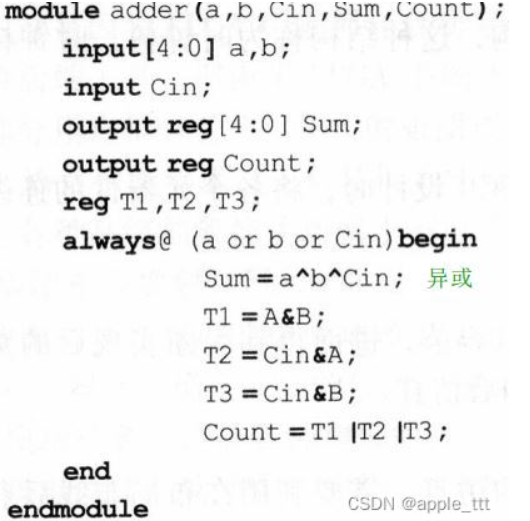 module adder(a,b,Cin,Sum,Count);
input[4:0] a,b;
input Cin;
output reg[4:0] Sum;
output reg Count;
reg T1,T2,T3;
always@ (a or b or Cin)begin
Sum=a^b^Cin; 异或
T1=A&B;
T2=Cin&A;
T3=Cin&B;
Count=T1 |T2 |T3;
end
endmodule
CSDN @apple_ttt